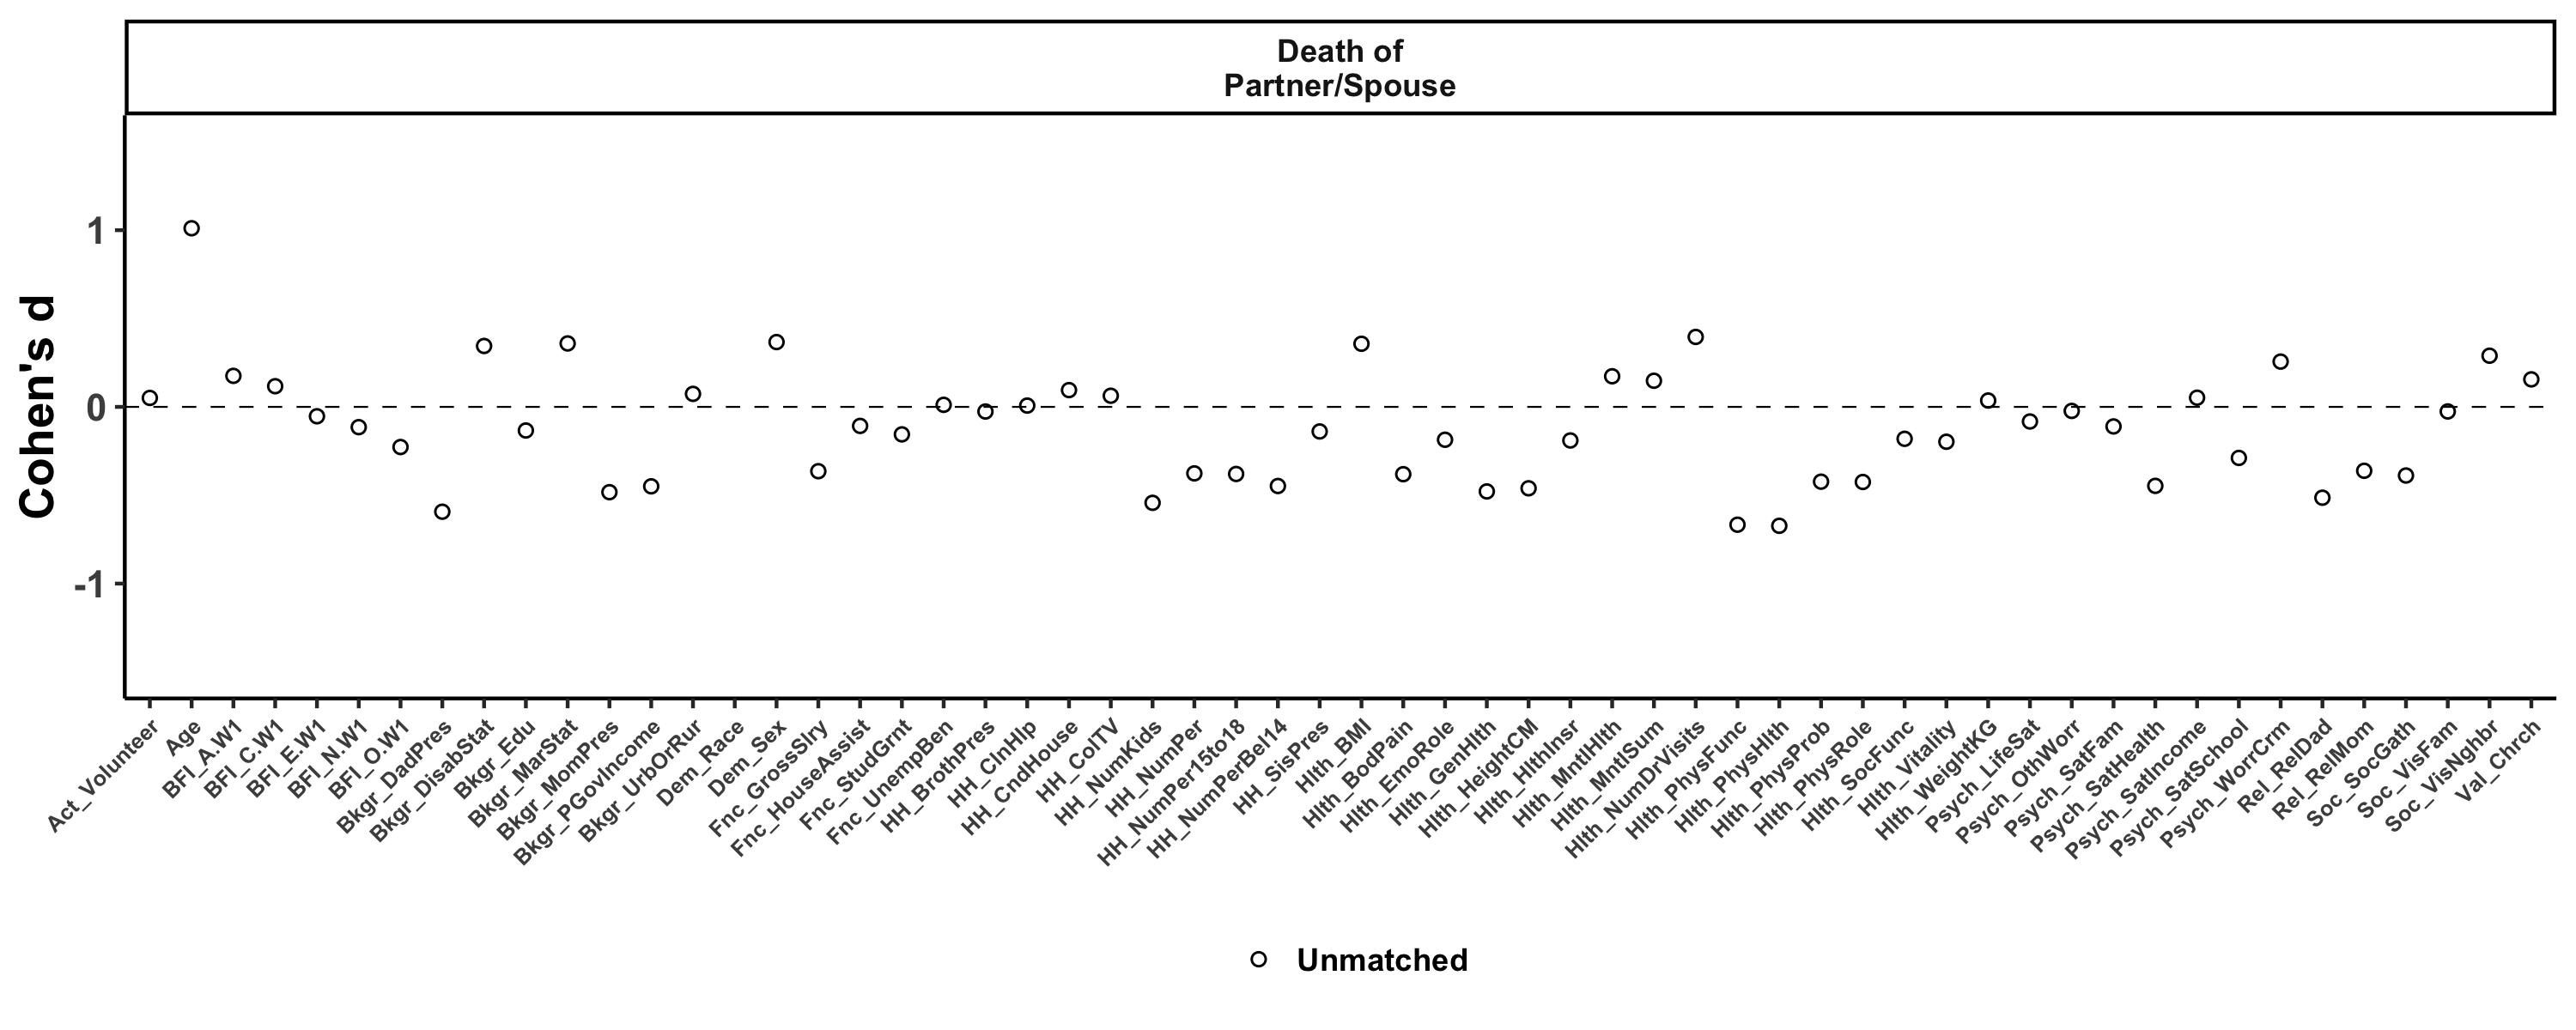 Death of
Partner/Spouse
Cohen's d
1
0
-1
Act_Volunteer
Age
BFI_A.W1
BFI_C.W1
BFI_E.W1
BFI_N.W1
BFI_O.W1
Bkgr_DadPres
Bkgr_DisabStat
Bkgr_Edu
Bkgr_MarStat
Bkgr_MomPres
Bkgr_PGovIncome
Bkgr_UrbOrRur
Dem_Race
Dem_Sex
Fnc_GrossSlry
Fnc_HouseAssist
Fnc_StudGrnt
Fnc_UnempBen
HH_BrothPres
HH_ClnHlp
HH_CndHouse
HH_ColTV
HH_NumKids
HH_NumPer
HH_NumPer15to18
HH_NumPerBel14
HH_SisPres
Hlth_BMI
Hlth_BodPain
Hlth_EmoRole
Hlth_GenHlth
Hlth_HeightCM
Hlth_HlthInsr
Hlth_MntlHlth
Hlth_MntlSum
Hlth_NumDrVisits
Hlth_PhysFunc
Hlth_PhysHlth
Hlth_PhysProb
Hlth_PhysRole
Hlth_SocFunc
Hlth_Vitality
Hlth_WeightKG
Psych_LifeSat
Psych_OthWorr
Psych_SatFam
Psych_SatHealth
Psych_SatIncome
Psych_SatSchool
Psych_WorrCrm
Rel_RelDad
Rel_RelMom
Soc_SocGath
Soc_VisFam
Soc_VisNghbr
Val_Chrch
Unmatched